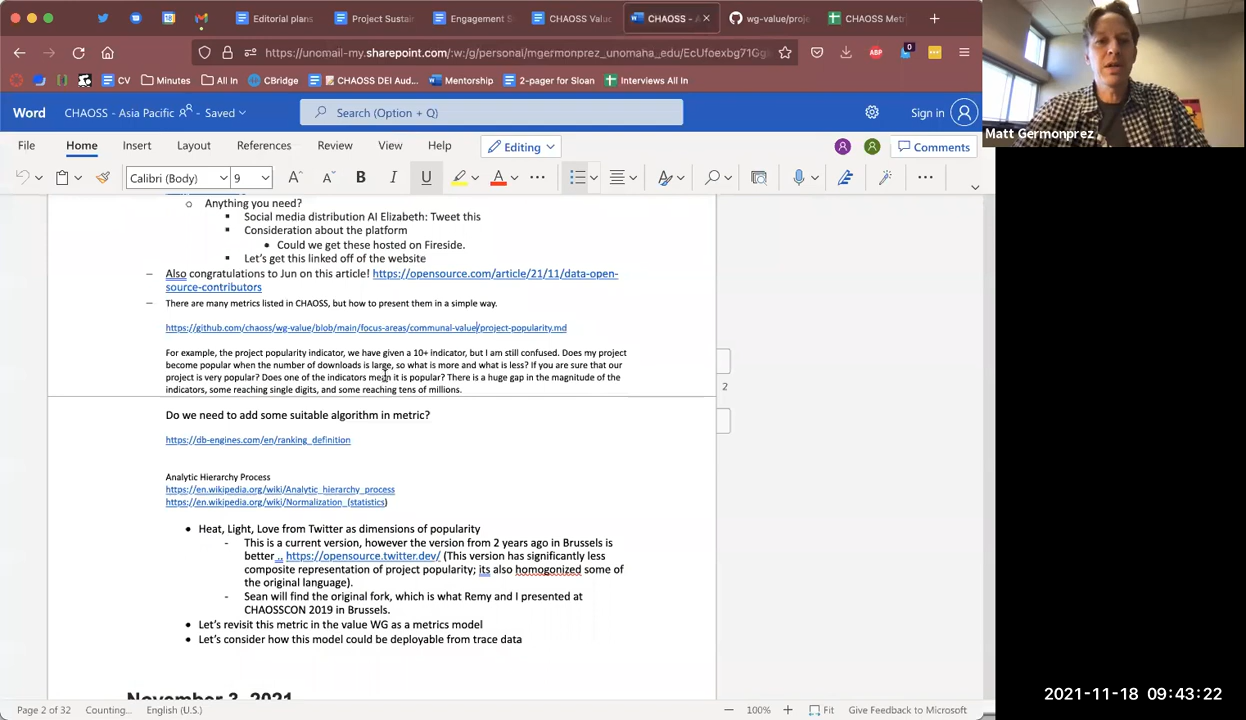 Editorial plans
Project Sustain
Engagement S
CHAOSS Valu
CHAOSS - A
wg-value/proje
CHAOSS Metr
https://unomail-my.sharepoint.com/:w:/g/personal/mgermonprez_unomaha_edu/EcUfoexbg71Gg
ABP
0
CV
Minutes
All In
CBridge
CHAOSS DEI Aud...
Mentorship
2-pager for Sloan
Interviews All In
Word
CHAOSS - Asia Pacific
- Saved
Search (Option + Q)
Sign in
Matt Germonprez
File
Home
Insert
Layout
References
Review
View
Help
Editing
Comments
Calibri (Body)
9
Anything you need?
Social media distribution AI Elizabeth: Tweet this
Consideration about the platform
Could we get these hosted on Fireside.
Let's get this linked off of the website
Also congratulations to Jun on this article! https://opensource.com/article/21/11/data-open-
source-contributors
There are many metrics listed in CHAOSS, but how to present them in a simple way.
https://github.com/chaoss/wg-value/blob/main/focus-areas/communal-value/project-popularity.md
For example, the project popularity indicator, we have given a 10+ indicator, but I am still confused. Does my project
become popular when the number of downloads is large, so what is more and what is less? If you are sure that our
project is very popular? Does one of the indicators mean it is popular? There is a huge gap in the magnitude of the
indicators, some reaching single digits, and some reaching tens of millions.
2
Do we need to add some suitable algorithm in metric?
https://db-engines.com/en/ranking_definition
Analytic Hierarchy Process
https://en.wikipedia.org/wiki/Analytic_hierarchy_process
https://en.wikipedia.org/wiki/Normalization_(statistics)
Heat, Light, Love from Twitter as dimensions of popularity
This is a current version, however the version from 2 years ago in Brussels is
better .. https://opensource.twitter.dev/ (This version has significantly less
composite representation of project popularity; its also homogonized some of
the original language).
Sean will find the original fork, which is what Remy and I presented at
CHAOSSCON 2019 in Brussels.
Let's revisit this metric in the value WG as a metrics model
Let's consider how this model could be deployable from trace data
November 3, 2021
2021-11-18 09:43:22
Page 2 of 32
Counting...
English (U.S.)
100%
Fit
Give Feedback to Microsoft